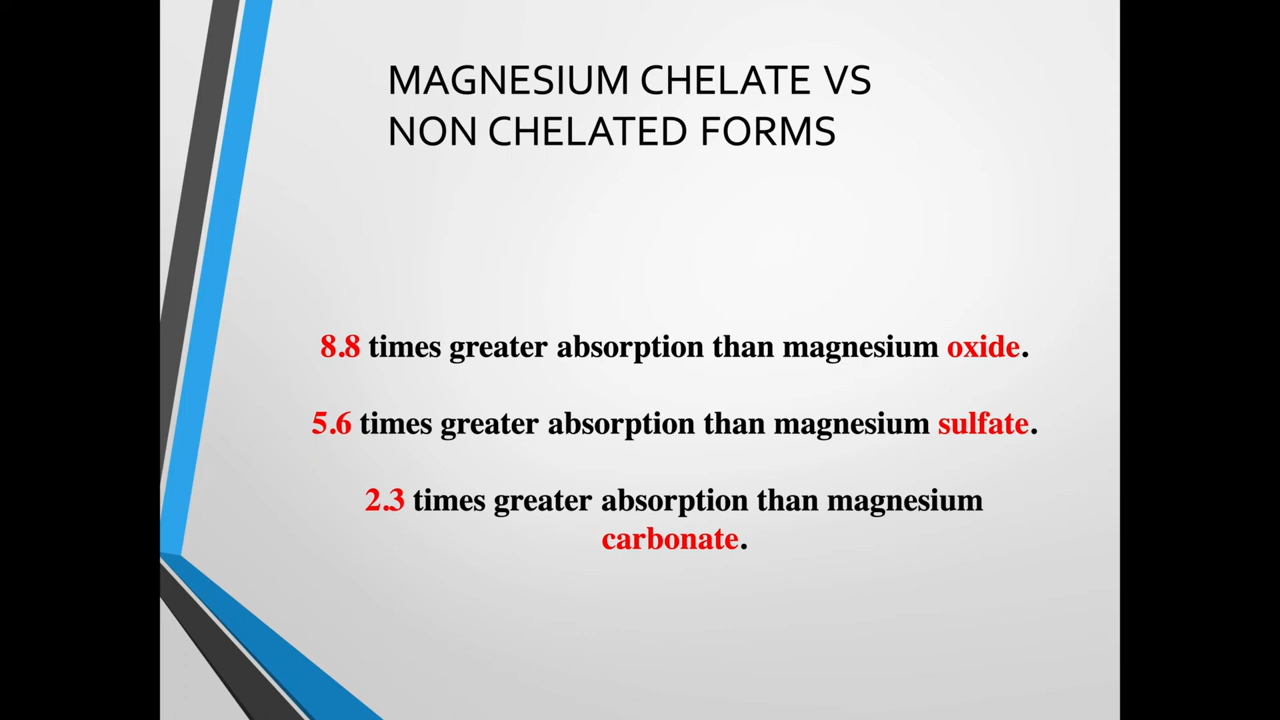 MAGNESIUM CHELATE VS
NON CHELATED FORMS
8.8 times greater absorption than magnesium oxide.
5.6 times greater absorption than magnesium sulfate.
2.3 times greater absorption than magnesium
carbonate.